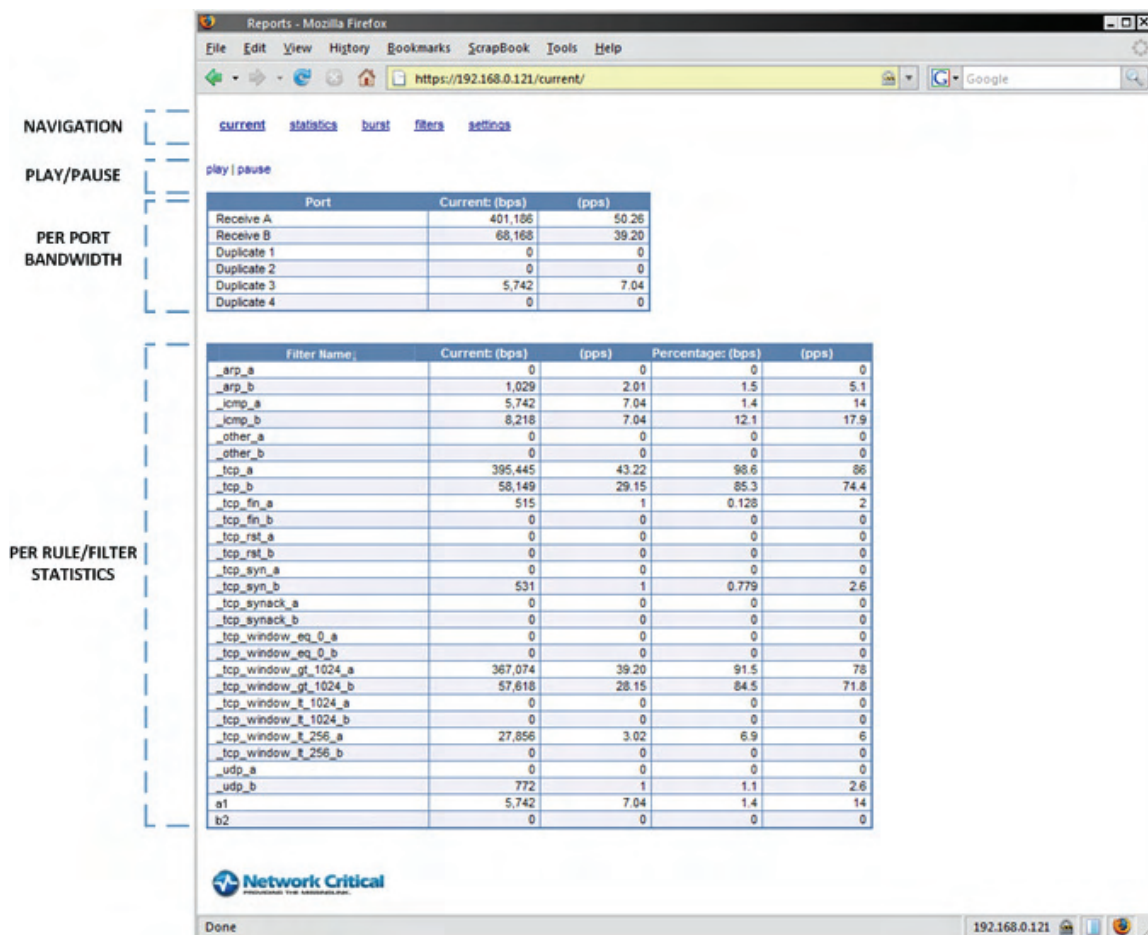 Reports - Mozilla Firefox
File Edit View History Bookmarks ScrapBook Tools Help
https://192.168.0.121/current/ G Google
NAVIGATION
current statistics burst filters settings
PLAY/PAUSE
play | pause
PER PORT
BANDWIDTH
Port Current: (bps) (pps)
Receive A 401,186 50.26
Receive B 68,168 39.20
Duplicate 1 0 0
Duplicate 2 0 0
Duplicate 3 5,742 7.04
Duplicate 4 0 0
PER RULE/FILTER
STATISTICS
Filter Name↓ Current: (bps) (pps) Percentage: (bps) (pps)
_arp_a 0 0 0 0
_arp_b 1,029 2.01 1.5 5.1
_icmp_a 5,742 7.04 1.4 14
_icmp_b 8,218 7.04 12.1 17.9
_other_a 0 0 0 0
_other_b 0 0 0 0
_tcp_a 395,445 43.22 98.6 86
_tcp_b 58,149 29.15 85.3 74.4
_tcp_fin_a 515 1 0.128 2
_tcp_fin_b 0 0 0 0
_tcp_rst_a 0 0 0 0
_tcp_rst_b 0 0 0 0
_tcp_syn_a 0 0 0 0
_tcp_syn_b 531 1 0.779 2.6
_tcp_synack_a 0 0 0 0
_tcp_synack_b 0 0 0 0
_tcp_window_eq_0_a 0 0 0 0
_tcp_window_eq_0_b 0 0 0 0
_tcp_window_gt_1024_a 367,074 39.20 91.5 78
_tcp_window_gt_1024_b 57,618 28.15 84.5 71.8
_tcp_window_lt_1024_a 0 0 0 0
_tcp_window_lt_1024_b 0 0 0 0
_tcp_window_lt_256_a 27,856 3.02 6.9 6
_tcp_window_lt_256_b 0 0 0 0
_udp_a 0 0 0 0
_udp_b 772 1 1.1 2.6
a1 5,742 7.04 1.4 14
b2 0 0 0 0
Network Critical
PROVIDING THE MISSING LINK.
Done 192.168.0.121